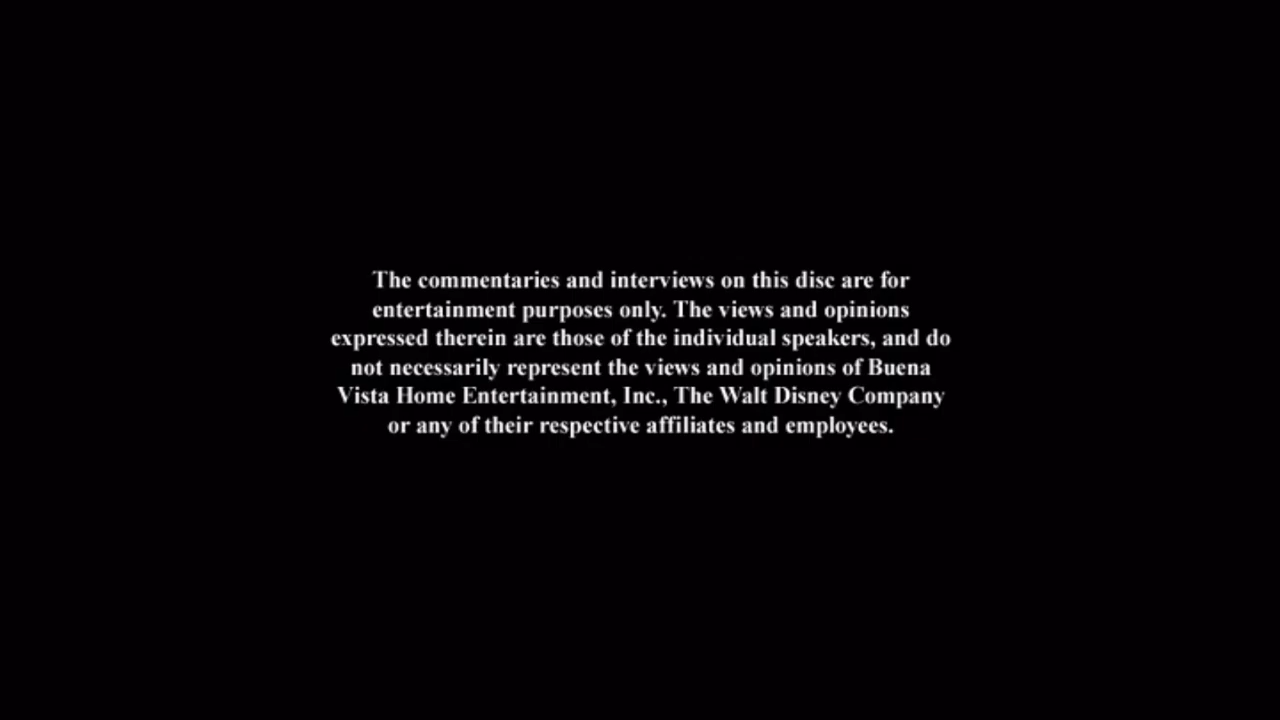 The commentaries and interviews on this disc are for
entertainment purposes only. The views and opinions
expressed therein are those of the individual speakers, and do
not necessarily represent the views and opinions of Buena
Vista Home Entertainment, Inc., The Walt Disney Company
or any of their respective affiliates and employees.